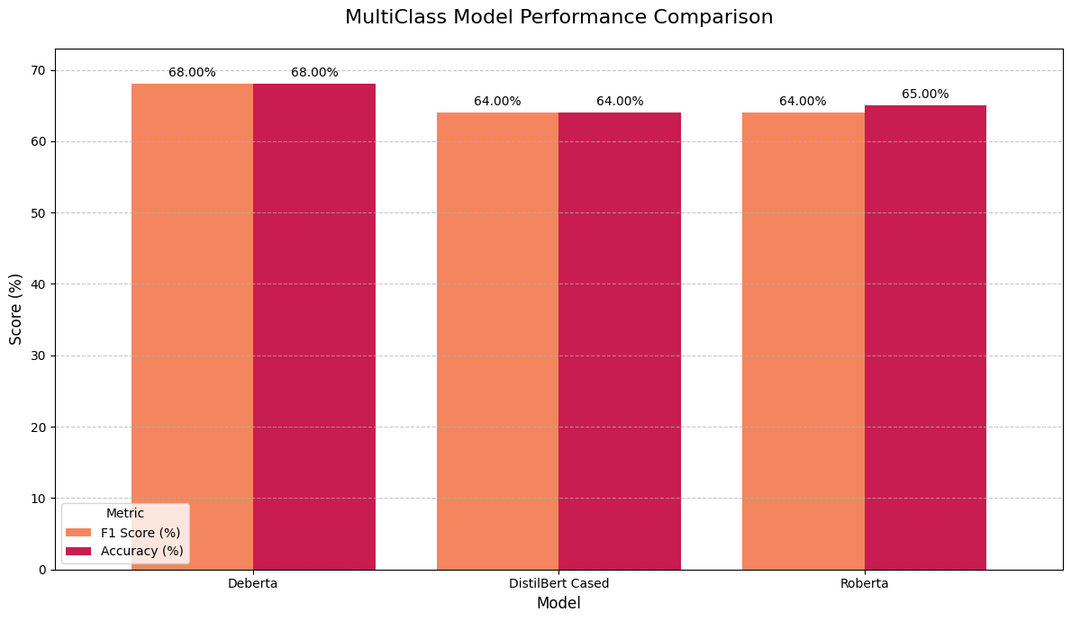 MultiClass Model Performance Comparison
68.00% 68.00% 64.00% 64.00% 64.00% 65.00%
70
60
50
40
30
20
10
0
Score (%)
Metric
F1 Score (%)
Accuracy (%)
Deberta DistilBert Cased Roberta
Model